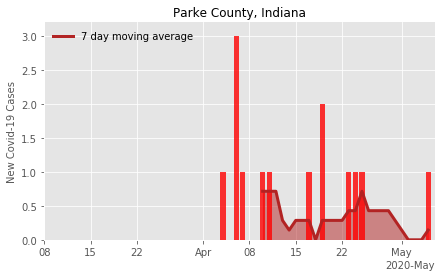 Parke County, Indiana
7 day moving average
New Covid-19 Cases
3.0
2.5
2.0
1.5
1.0
0.5
0.0
08 15 22 Apr 08 15 22 May
2020-May